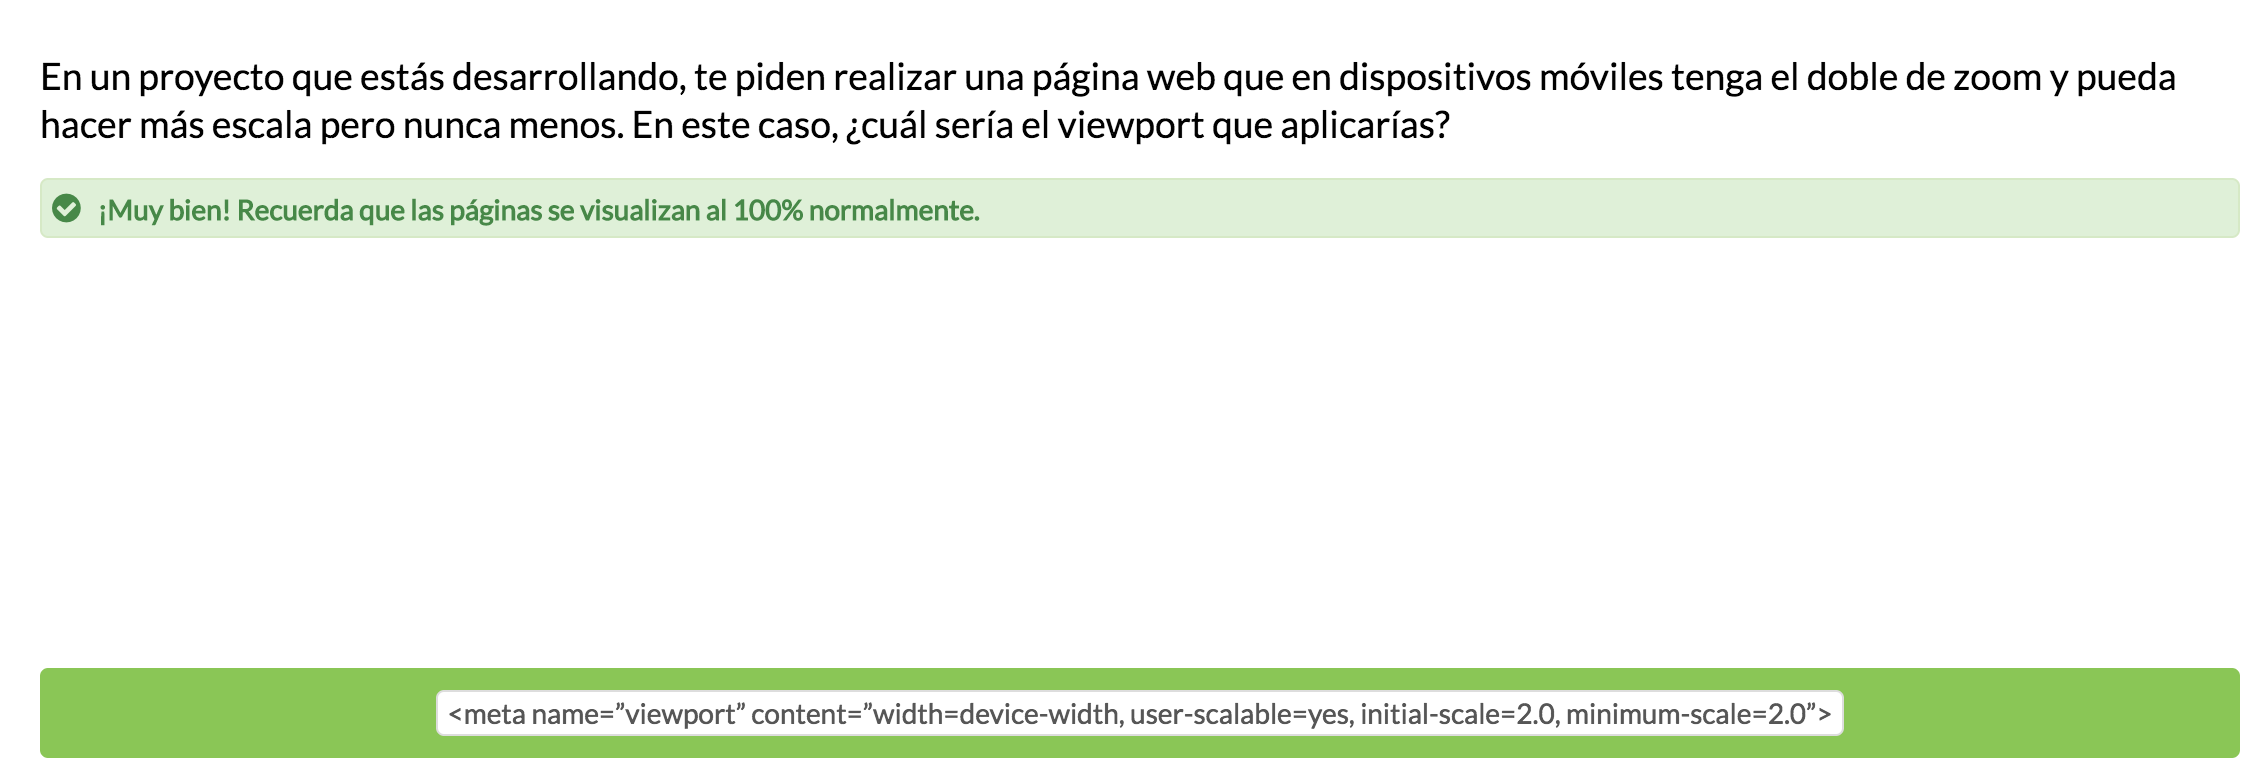 En un proyecto que estás desarrollando, te piden realizar una página web que en dispositivos móviles tenga el doble de zoom y pueda
hacer más escala pero nunca menos. En este caso, ¿cuál sería el viewport que aplicarías?
¡Muy bien! Recuerda que las páginas se visualizan al 100% normalmente.
<meta name=”viewport” content=”width=device-width, user-scalable=yes, initial-scale=2.0, minimum-scale=2.0”>